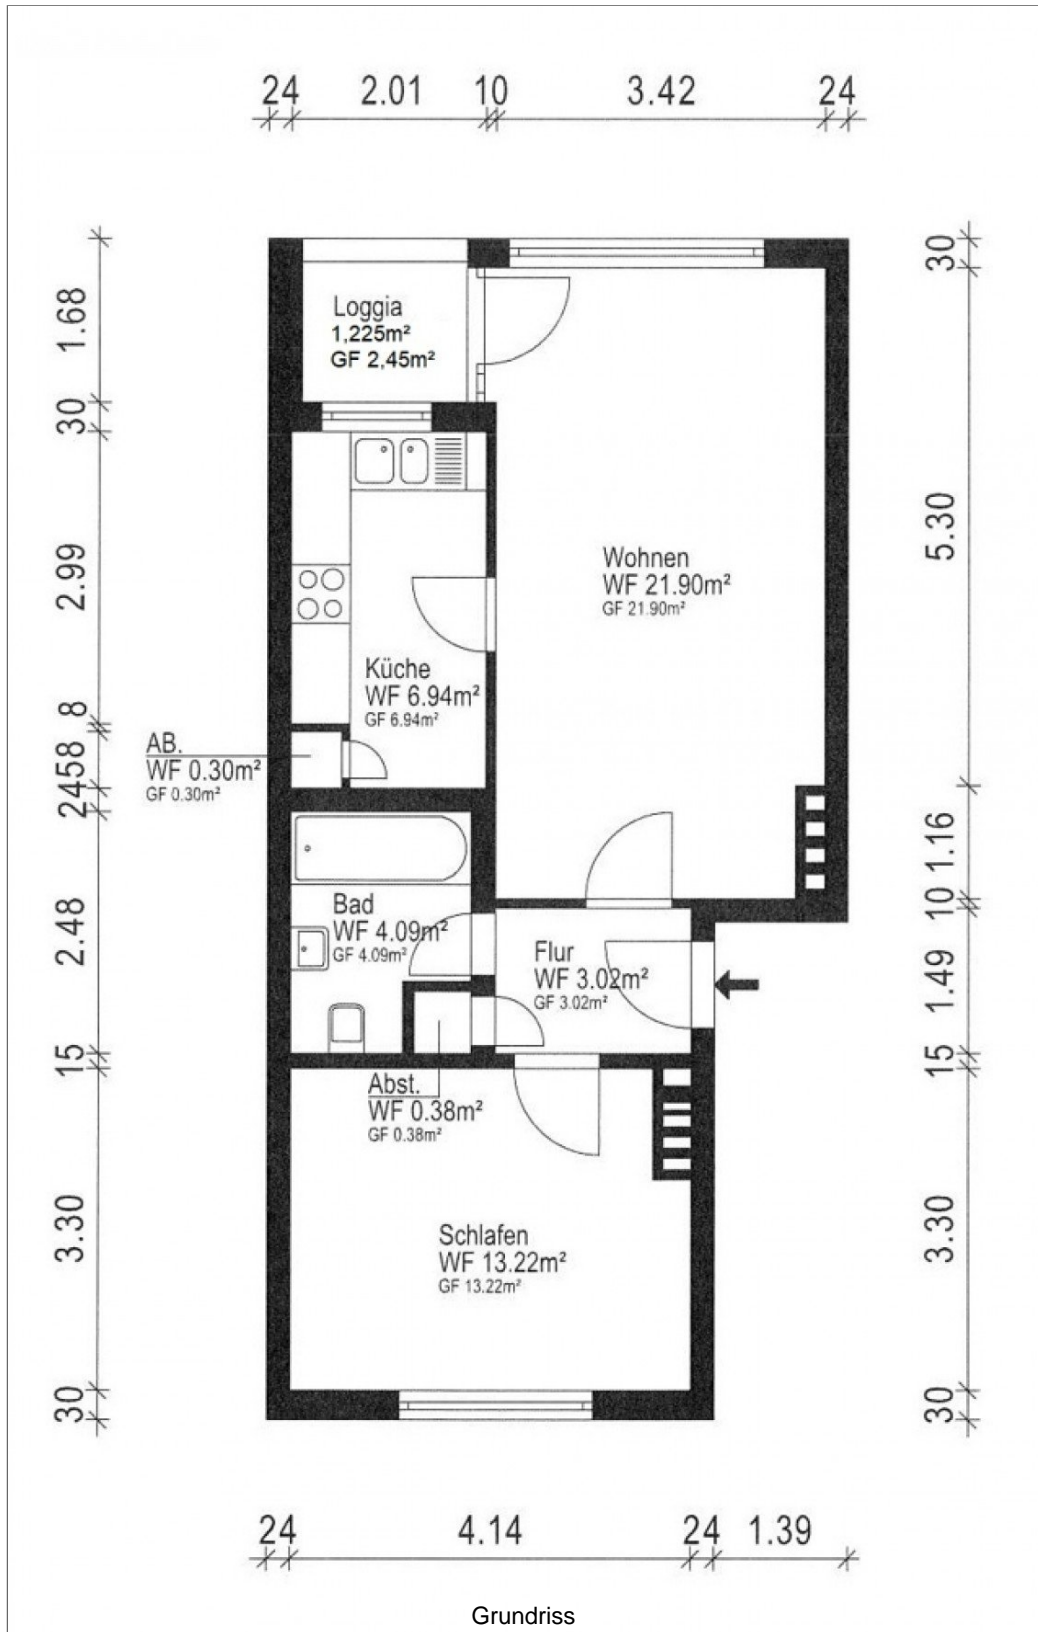 24 2.01 10 3.42 24
1.68
30
2.99
8
58
24
2.48
15
3.30
30
30
5.30
1.16
10
1.49
15
3.30
30
Loggia
1,225m²
GF 2,45m²
Wohnen
WF 21.90m²
GF 21.90m²
Küche
WF 6.94m²
GF 6.94m²
AB.
WF 0.30m²
GF 0.30m²
Bad
WF 4.09m²
GF 4.09m²
Flur
WF 3.02m²
GF 3.02m²
Abst.
WF 0.38m²
GF 0.38m²
Schlafen
WF 13.22m²
GF 13.22m²
24 4.14 24 1.39
Grundriss